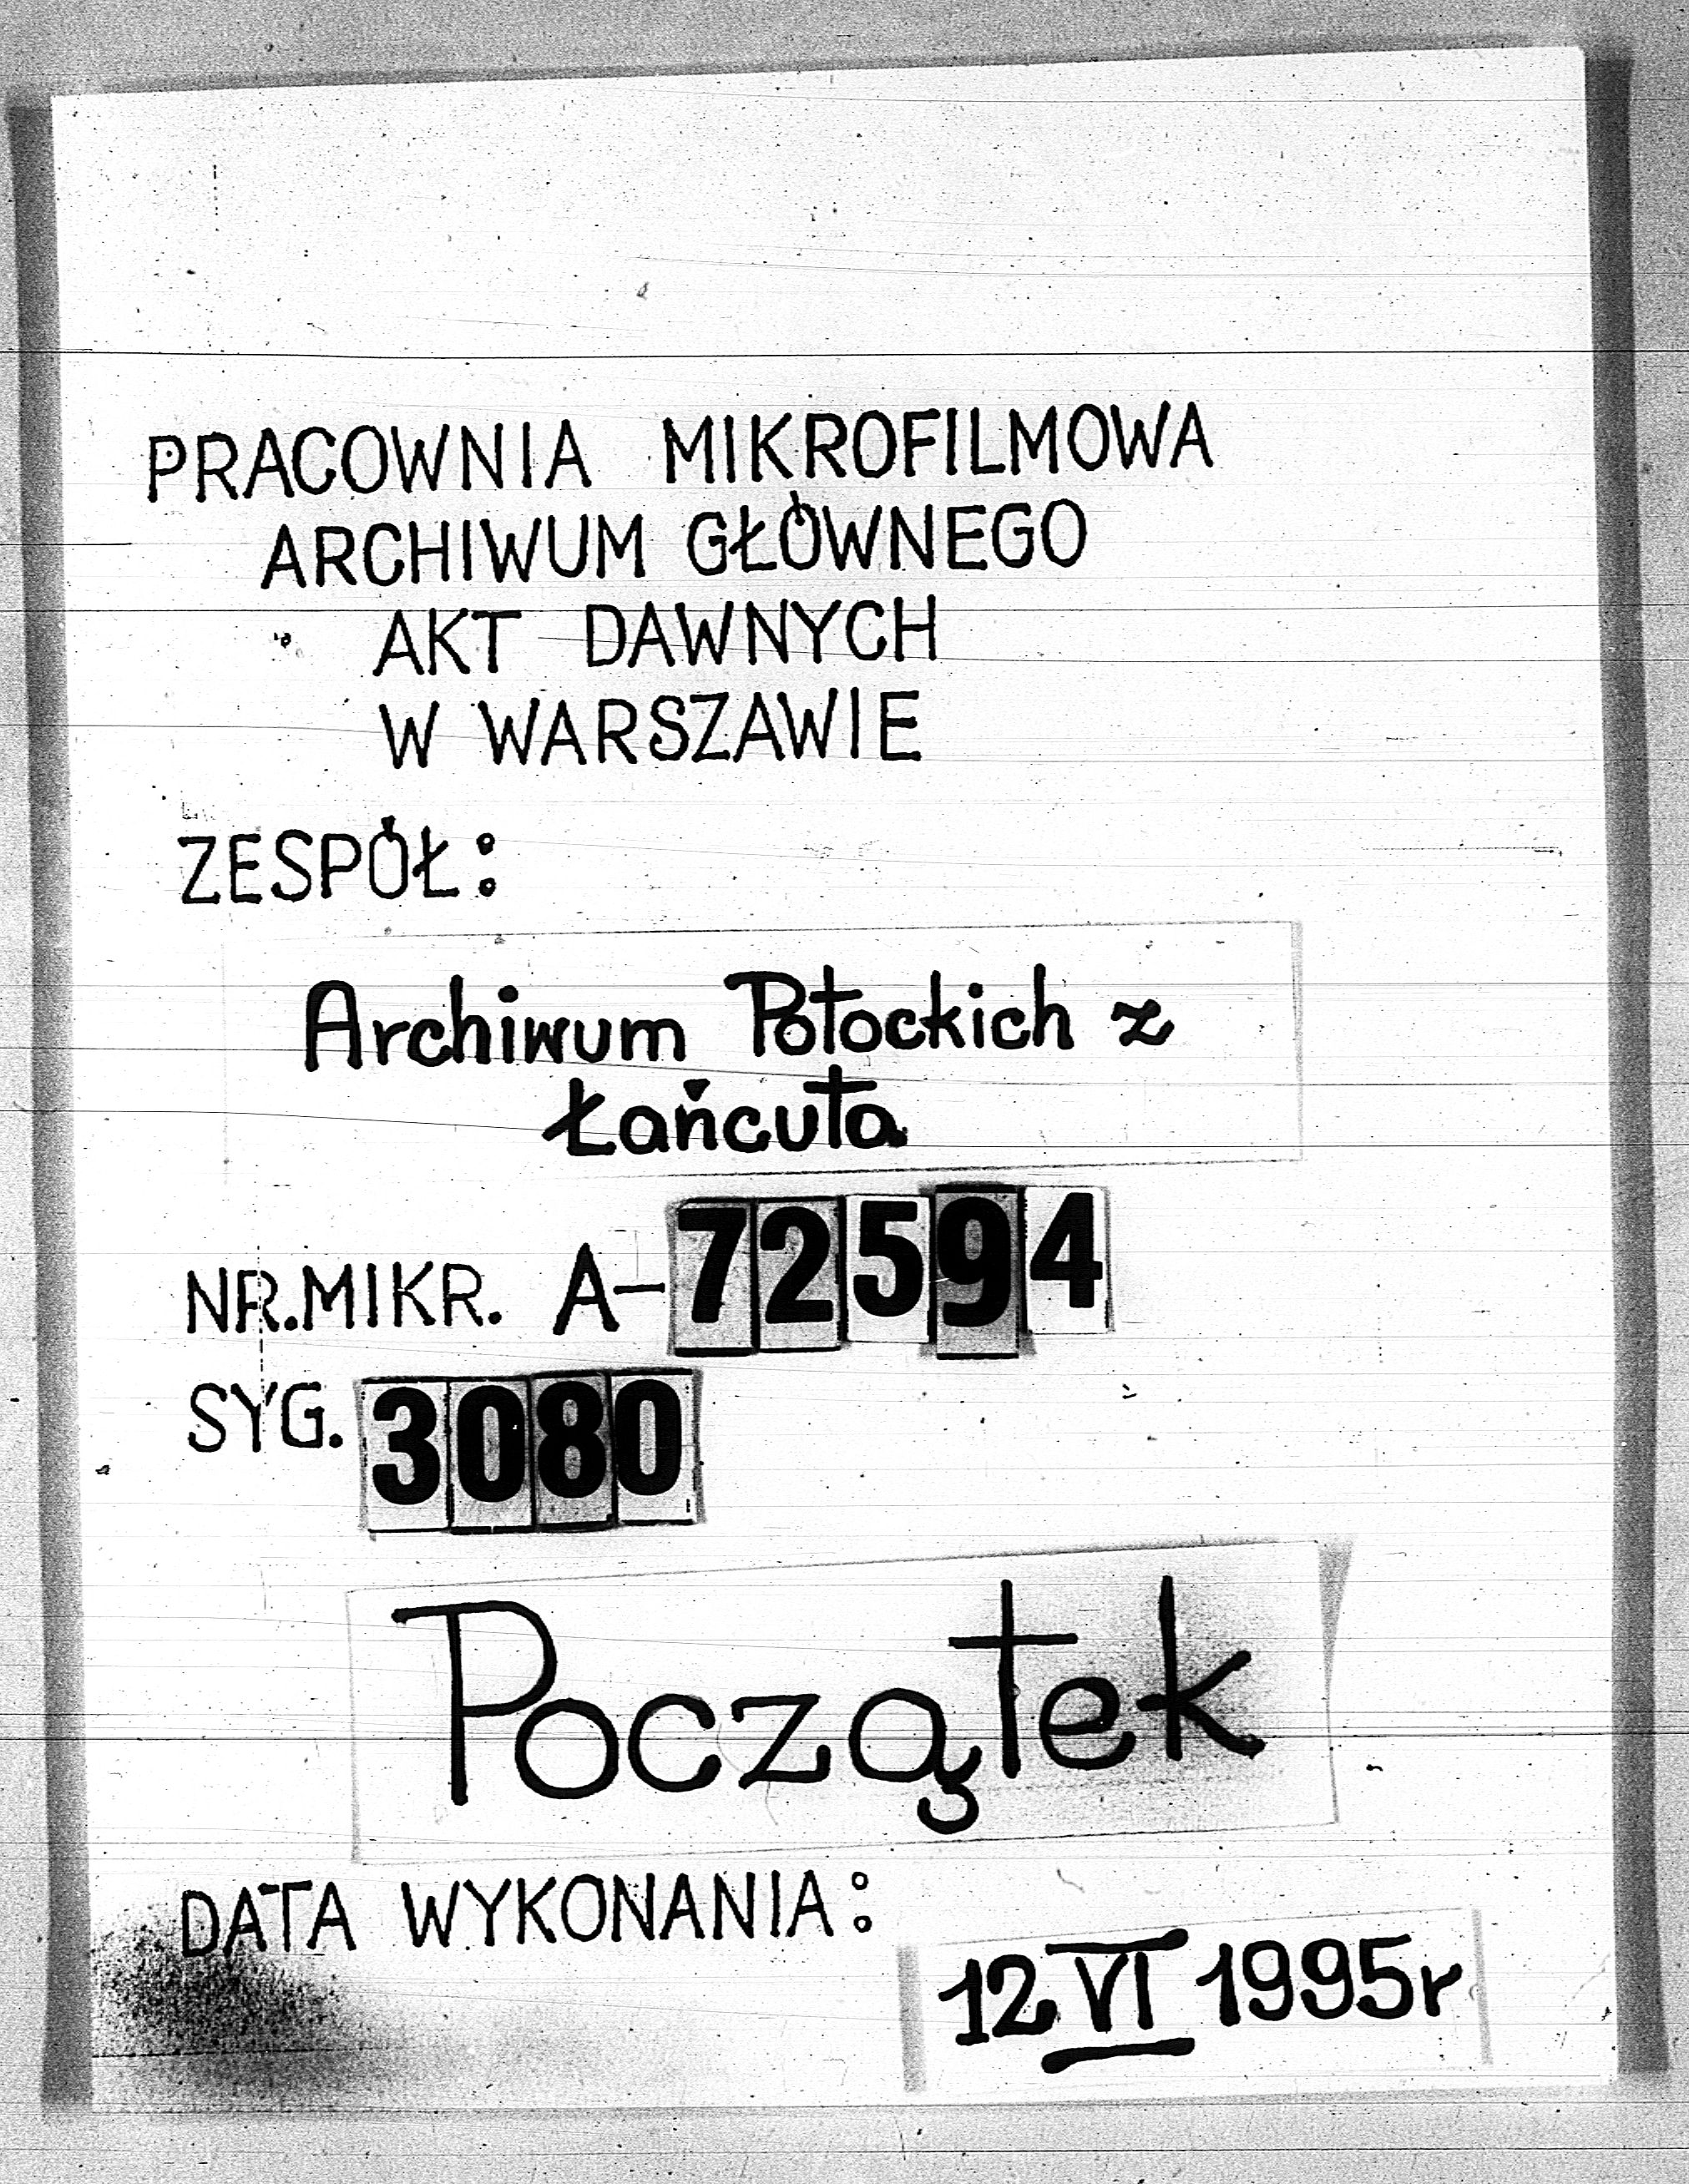 PRACOWNIA MIKROFILMOWA
ARCHIWUM GŁÓWNEGO
AKT DAWNYCH
W WARSZAWIE
ZESPÓŁ:
Archiwum Potockich z
Łańcuta
NR.MIKR. A-72594
SYG. 3080
Początek
DATA WYKONANIA:
12 VI 1995r